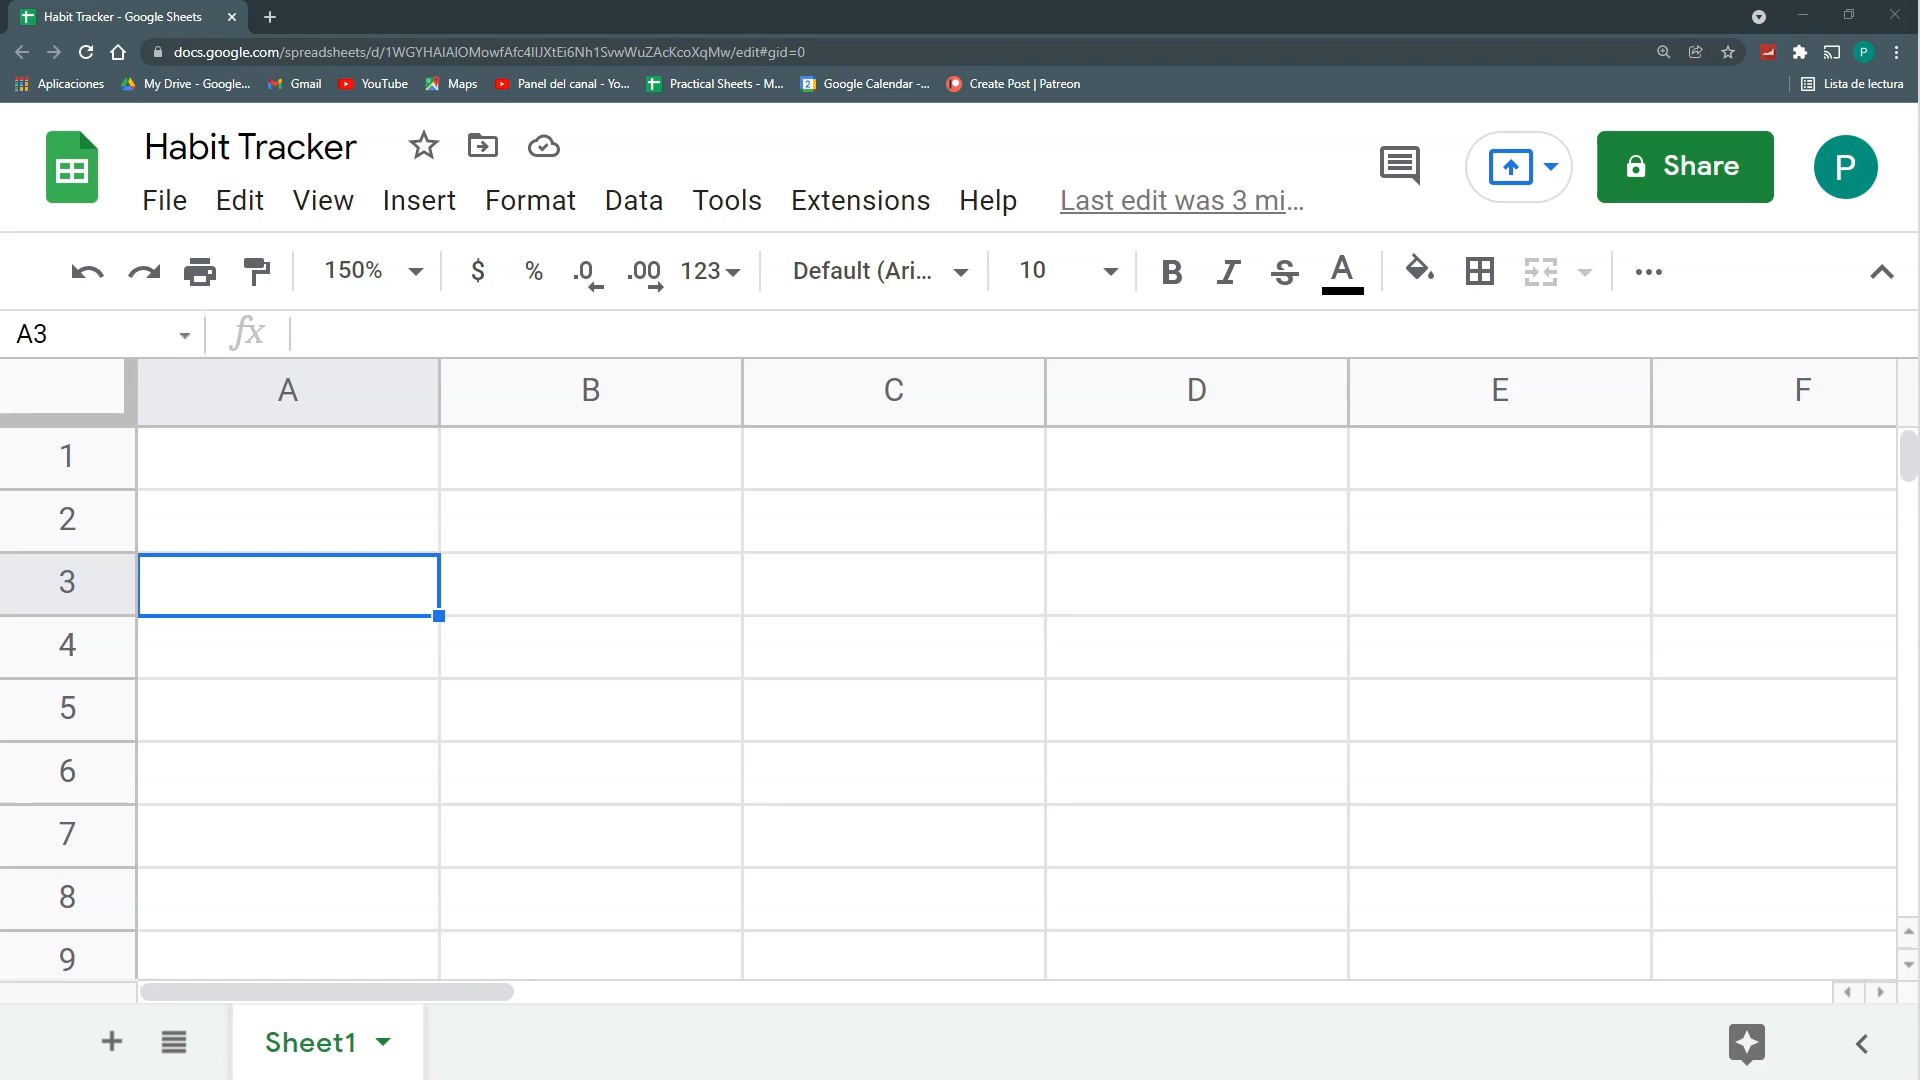 Habit Tracker - Google Sheets
docs.google.com/spreadsheets/d/1WGYHAIAIOMowfAfc4IIJXtEi6Nh1SvwWuZAcKcoXqMw/edit#gid=0
P
Aplicaciones My Drive - Google... Gmail YouTube Maps Panel del canal - Yo... Practical Sheets - M... Google Calendar -... Create Post | Patreon Lista de lectura
Habit Tracker
Share
P
File Edit View Insert Format Data Tools Extensions Help Last edit was 3 mi...
150% $ % .0 .00 123 Default (Ari... 10 B I S A
A3 fx
A B C D E F
1
2
3
4
5
6
7
8
9
Sheet1